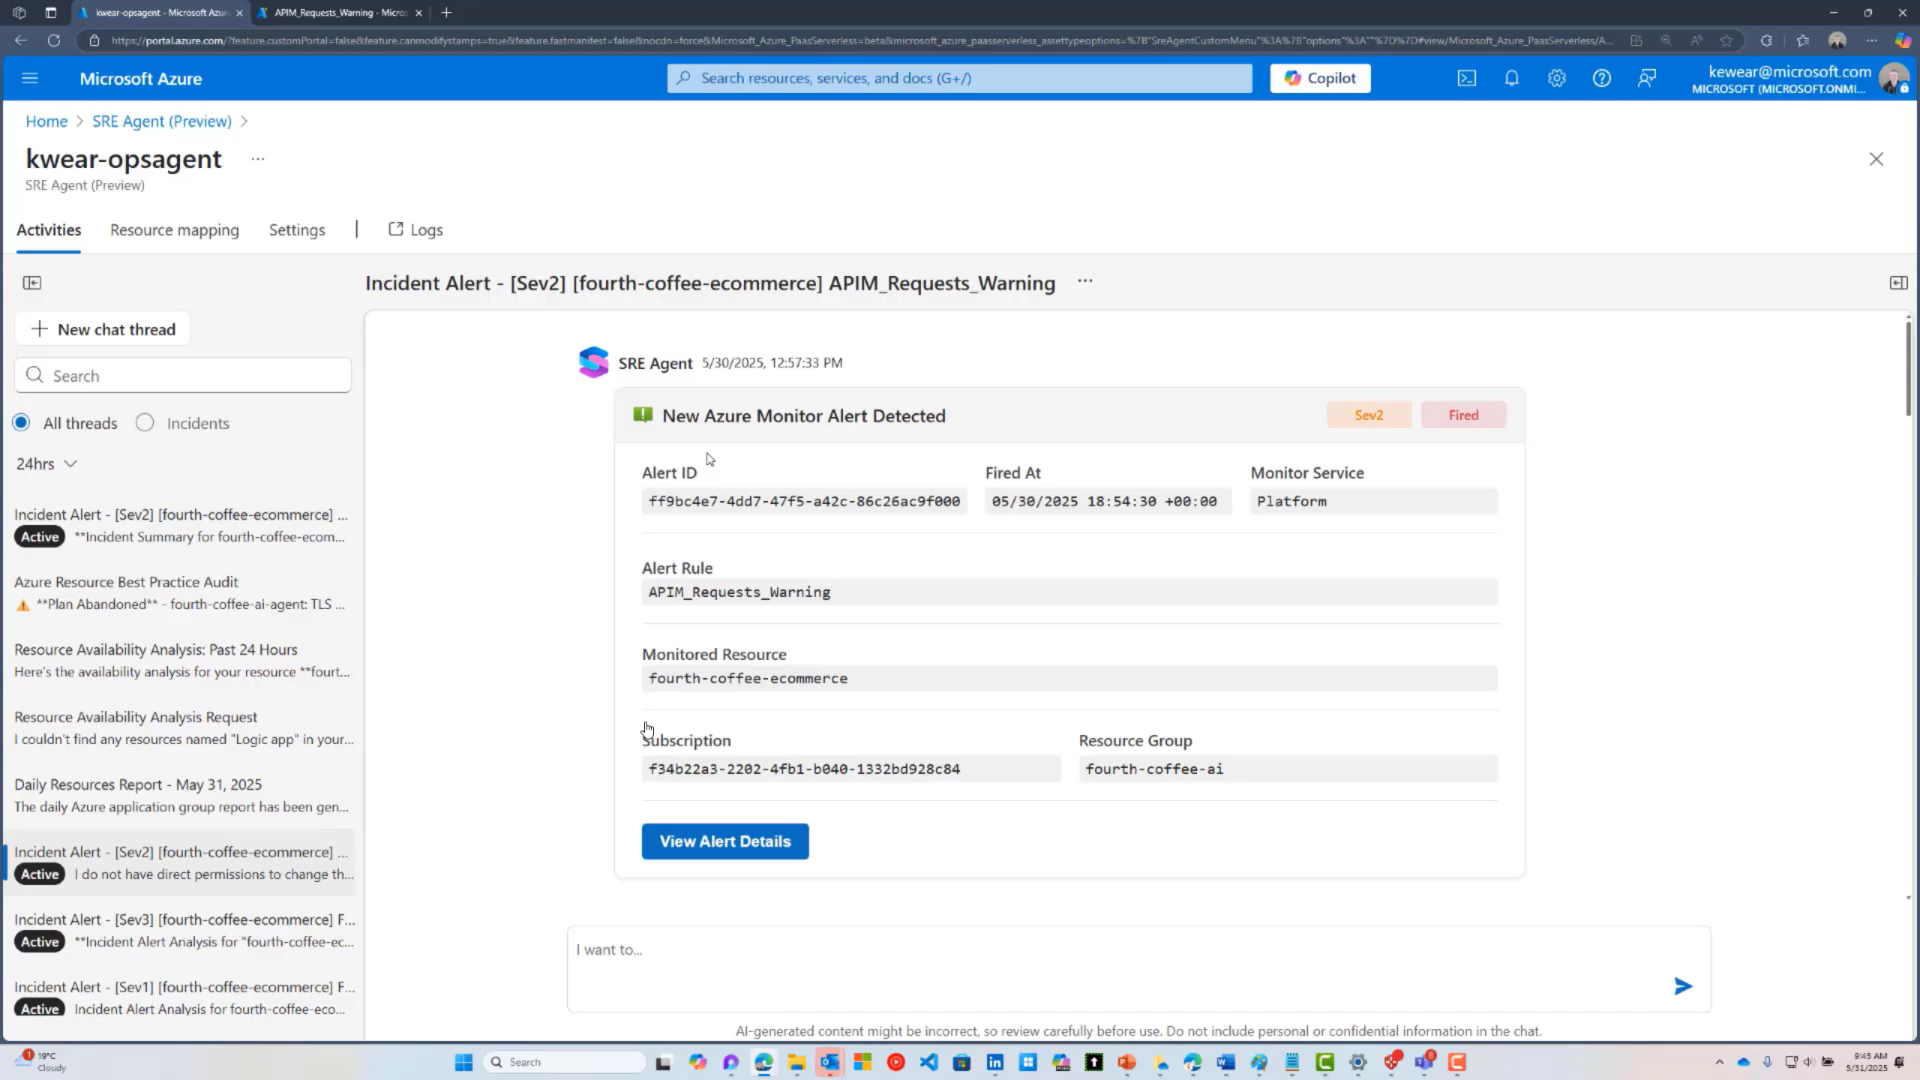 kwear-opsagent - Microsoft Azu
APIM_Requests_Warning - Micros
https://portal.azure.com/?feature.customPortal=false&feature.canmodifystamps=true&feature.fastmanifest=false&nocdn=force&Microsoft_Azure_PaasServerless=beta&microsoft_azure_paasserverless_assettypeoptions=%7B"SreAgentCustomMenu"%3A%7B"options"%3A""%7D%7D#view/Microsoft_Azure_PaasServerless/A...
Microsoft Azure
Search resources, services, and docs (G+/)
Copilot
kewear@microsoft.com
MICROSOFT (MICROSOFT.ONMI...
Home > SRE Agent (Preview) >
kwear-opsagent ...
SRE Agent (Preview)
Activities Resource mapping Settings | Logs
Incident Alert - [Sev2] [fourth-coffee-ecommerce] APIM_Requests_Warning ...
New chat thread
Search
All threads Incidents
24hrs
Incident Alert - [Sev2] [fourth-coffee-ecommerce] ...
Active **Incident Summary for fourth-coffee-ecom...
Azure Resource Best Practice Audit
**Plan Abandoned** - fourth-coffee-ai-agent: TLS ...
Resource Availability Analysis: Past 24 Hours
Here's the availability analysis for your resource **fourt...
Resource Availability Analysis Request
I couldn't find any resources named "Logic app" in your...
Daily Resources Report - May 31, 2025
The daily Azure application group report has been gen...
Incident Alert - [Sev2] [fourth-coffee-ecommerce] ...
Active I do not have direct permissions to change th...
Incident Alert - [Sev3] [fourth-coffee-ecommerce] F...
Active **Incident Alert Analysis for "fourth-coffee-ec...
Incident Alert - [Sev1] [fourth-coffee-ecommerce] F...
Active Incident Alert Analysis for fourth-coffee-eco...
SRE Agent 5/30/2025, 12:57:33 PM
New Azure Monitor Alert Detected Sev2 Fired
Alert ID Fired At Monitor Service
ff9bc4e7-4dd7-47f5-a42c-86c26ac9f000 05/30/2025 18:54:30 +00:00 Platform
Alert Rule
APIM_Requests_Warning
Monitored Resource
fourth-coffee-ecommerce
Subscription Resource Group
f34b22a3-2202-4fb1-b040-1332bd928c84 fourth-coffee-ai
View Alert Details
I want to...
AI-generated content might be incorrect, so review carefully before use. Do not include personal or confidential information in the chat.
19°C
Cloudy
Search
9:45 AM
5/31/2025